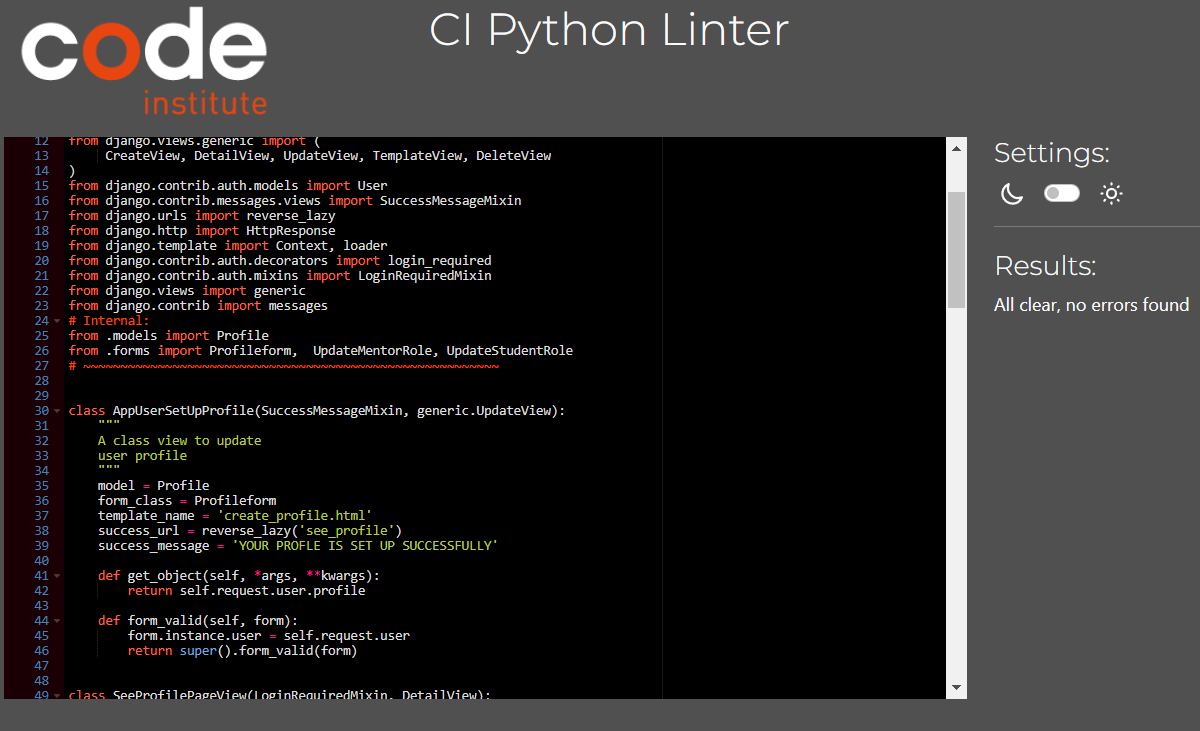 code
institute
CI Python Linter
12 from django.views.generic import (
13     CreateView, DetailView, UpdateView, TemplateView, DeleteView
14 )
15 from django.contrib.auth.models import User
16 from django.contrib.messages.views import SuccessMessageMixin
17 from django.urls import reverse_lazy
18 from django.http import HttpResponse
19 from django.template import Context, loader
20 from django.contrib.auth.decorators import login_required
21 from django.contrib.auth.mixins import LoginRequiredMixin
22 from django.views import generic
23 from django.contrib import messages
24 # Internal:
25 from .models import Profile
26 from .forms import Profileform,  UpdateMentorRole, UpdateStudentRole
27 # ~~~~~~~~~~~~~~~~~~~~~~~~~~~~~~~~~~~~~~~~~~~~~~~~~~~~~~~~
28
29
30 class AppUserSetUpProfile(SuccessMessageMixin, generic.UpdateView):
31     """
32     A class view to update
33     user profile
34     """
35     model = Profile
36     form_class = Profileform
37     template_name = 'create_profile.html'
38     success_url = reverse_lazy('see_profile')
39     success_message = 'YOUR PROFLE IS SET UP SUCCESSFULLY'
40
41     def get_object(self, *args, **kwargs):
42         return self.request.user.profile
43
44     def form_valid(self, form):
45         form.instance.user = self.request.user
46         return super().form_valid(form)
47
48
49 class SeeProfilePageView(LoginRequiredMixin, DetailView):
Settings:
Results:
All clear, no errors found